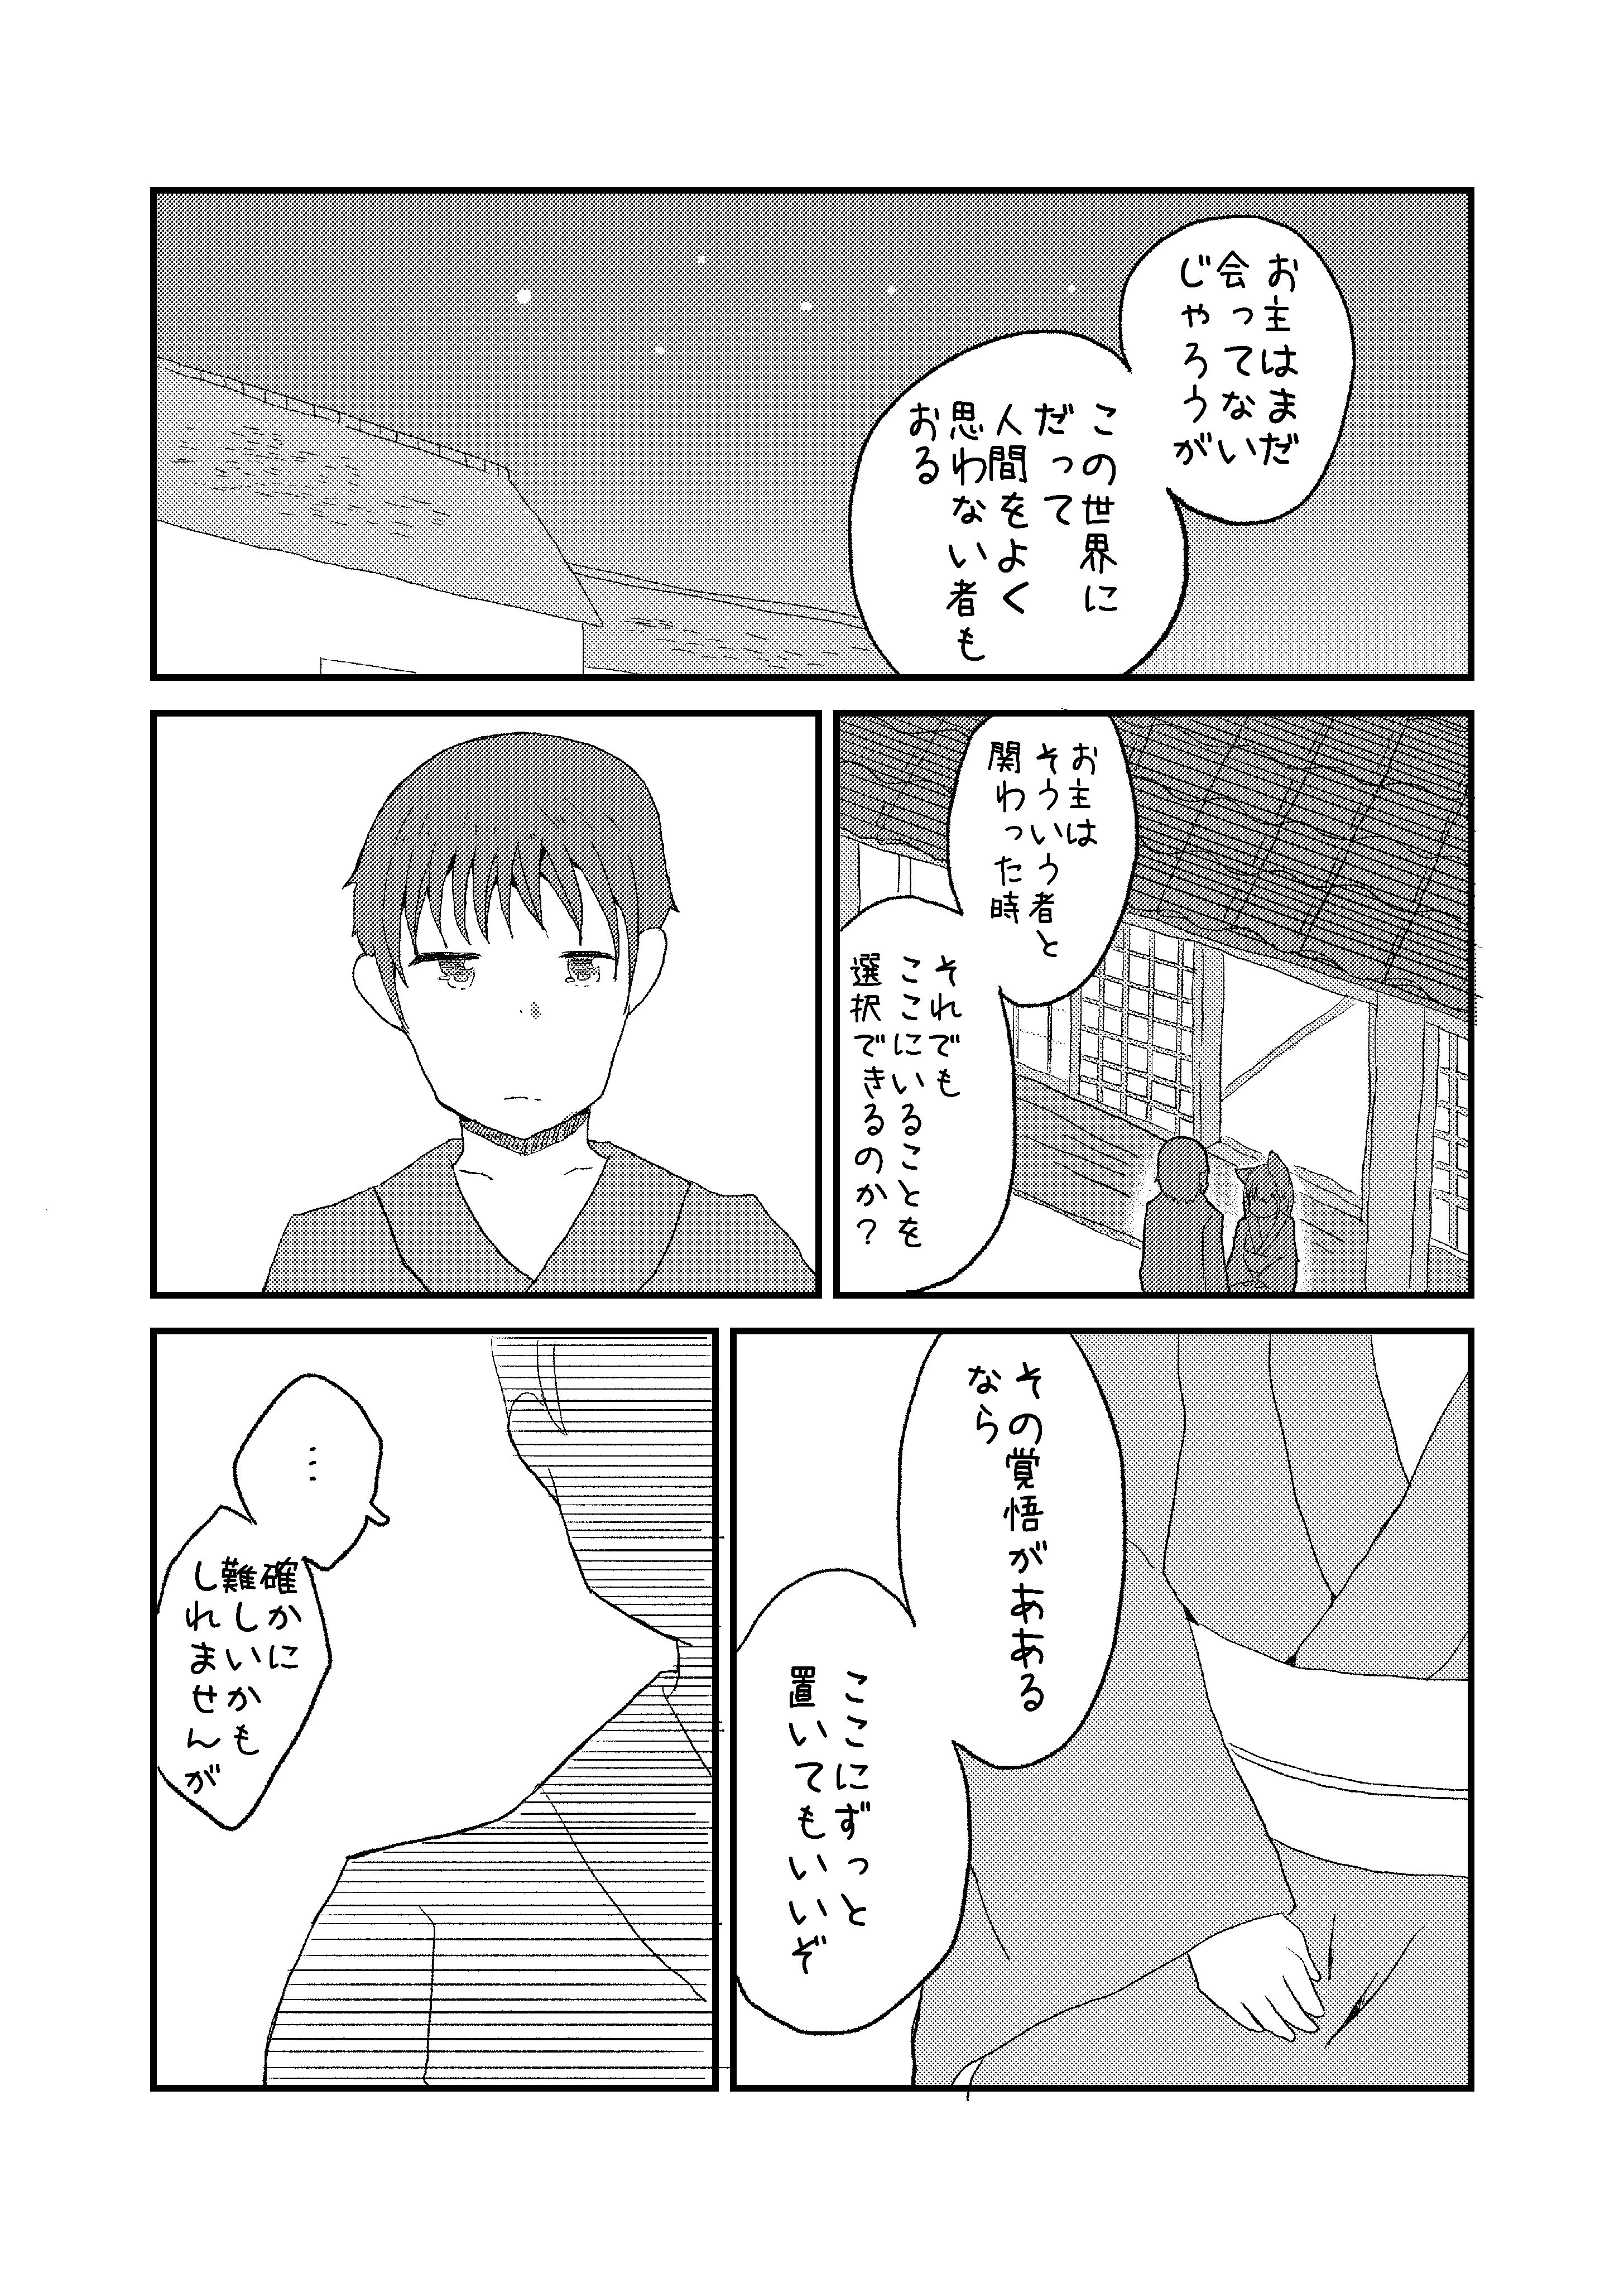 お主はまだ
会ってない
じゃろうが
この世界に
だって
人間をよく
思わない者も
おる
お主は
そういう者と
関わった時
それでも
ここにいることを
選択できるのか?
その覚悟がああある
なら
ここにずっと
置いてもいいいぞ
…
確かに
難しいかも
しれませんが